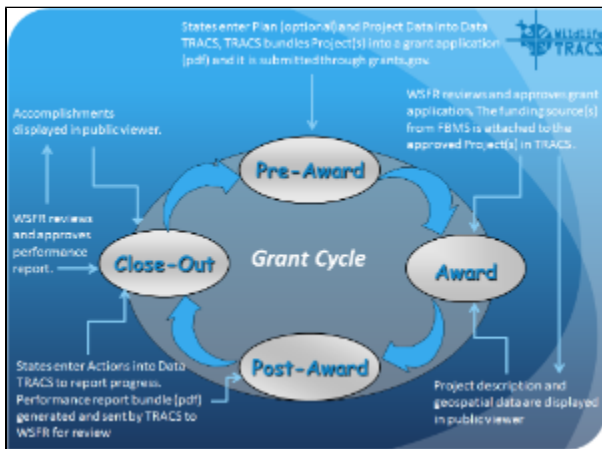 States enter Plan (optional) and Project Data into Data
TRACS, TRACS bundles Project(s) into a grant application
(pdf) and it is submitted through grants.gov.
Wildlife
TRACS
Accomplishments
displayed in public viewer.
WSFR reviews and approves grant
application. The funding source(s)
from FBMS is attached to the
approved Project(s) in TRACS.
Pre-Award
WSFR reviews
and approves
performance
report.
Close-Out
Grant Cycle
Award
Post-Award
States enter Actions into Data
TRACS to report progress.
Performance report bundle (pdf)
generated and sent by TRACS to
WSFR for review
Project description and
geospatial data are displayed
in public viewer